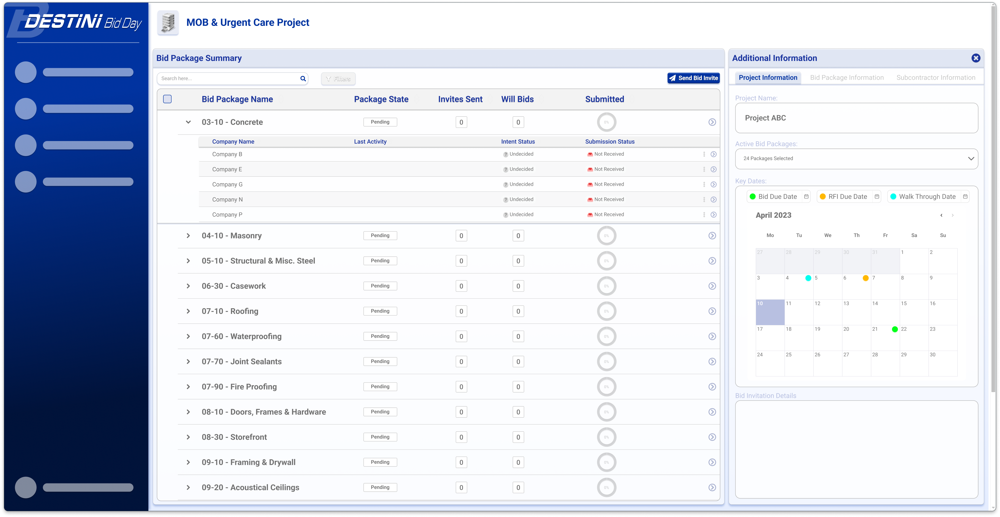 DESTiNi Bid Day
MOB & Urgent Care Project
Bid Package Summary
Search here...
Filters
Send Bid Invite
Bid Package Name Package State Invites Sent Will Bids Submitted
03-10 - Concrete Pending 0 0 0%
Company Name Last Activity Intent Status Submission Status
Company B ? Undecided Not Received
Company E ? Undecided Not Received
Company G ? Undecided Not Received
Company N ? Undecided Not Received
Company P ? Undecided Not Received
04-10 - Masonry Pending 0 0 0%
05-10 - Structural & Misc. Steel Pending 0 0 0%
06-30 - Casework Pending 0 0 0%
07-10 - Roofing Pending 0 0 0%
07-60 - Waterproofing Pending 0 0 0%
07-70 - Joint Sealants Pending 0 0 0%
07-90 - Fire Proofing Pending 0 0 0%
08-10 - Doors, Frames & Hardware Pending 0 0 0%
08-30 - Storefront Pending 0 0 0%
09-10 - Framing & Drywall Pending 0 0 0%
09-20 - Acoustical Ceilings Pending 0 0 0%
Additional Information
Project Information Bid Package Information Subcontractor Information
Project Name:
Project ABC
Active Bid Packages:
24 Packages Selected
Key Dates:
Bid Due Date RFI Due Date Walk Through Date
April 2023
Mo Tu We Th Fr Sa Su
27 28 29 30 31 1 2
3 4 5 6 7 8 9
10 11 12 13 14 15 16
17 18 19 20 21 22 23
24 25 26 27 28 29 30
Bid Invitation Details